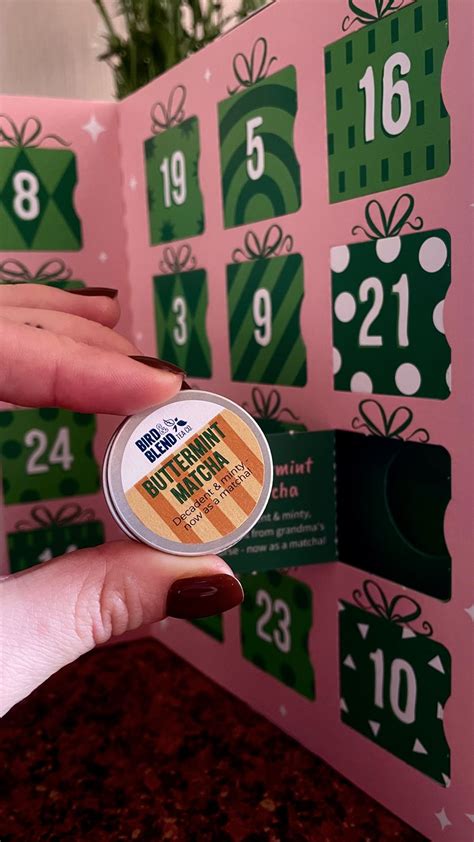 16
5
19
8
21
9
3
24
BIRD &
BLEND
TEA CO.
BUTTERMINT
MATCHA
Decadent & minty -
now as a matcha!
mint
cha
& minty,
from grandma's
se - now as a matcha!
23
10